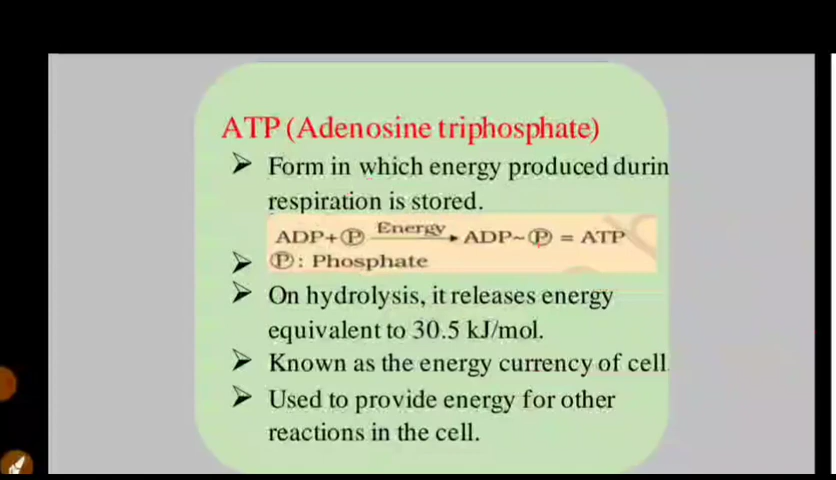 ATP (Adenosine triphosphate)
➢ Form in which energy produced durin
respiration is stored.
ADP+Ⓟ Energy→ ADP~Ⓟ = ATP
➢ Ⓟ: Phosphate
➢ On hydrolysis, it releases energy
equivalent to 30.5 kJ/mol.
➢ Known as the energy currency of cell
➢ Used to provide energy for other
reactions in the cell.